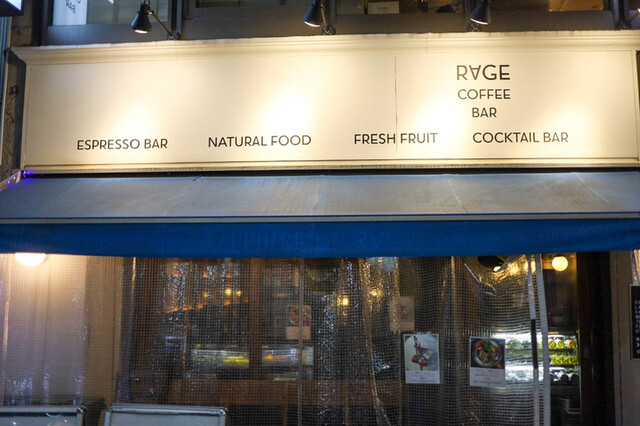 RAGE
COFFEE
BAR
ESPRESSO BAR
NATURAL FOOD
FRESH FRUIT
COCKTAIL BAR